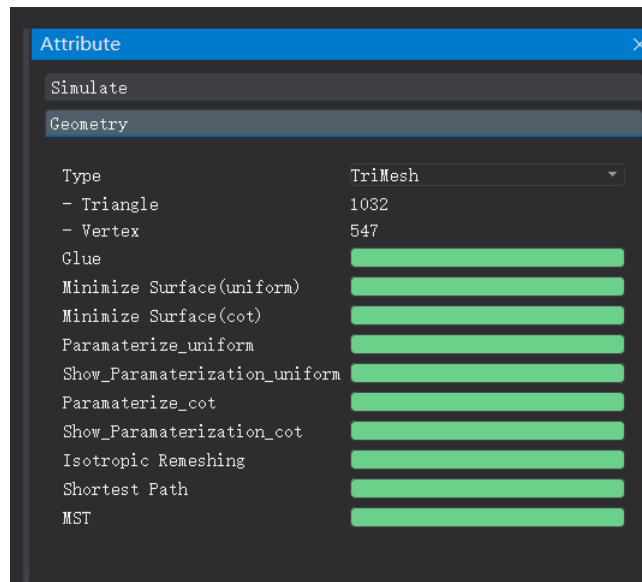 Attribute
Simulate
Geometry
Type TriMesh
- Triangle 1032
- Vertex 547
Glue
Minimize Surface(uniform)
Minimize Surface(cot)
Paramaterize_uniform
Show_Paramaterization_uniform
Paramaterize_cot
Show_Paramaterization_cot
Isotropic Remeshing
Shortest Path
MST